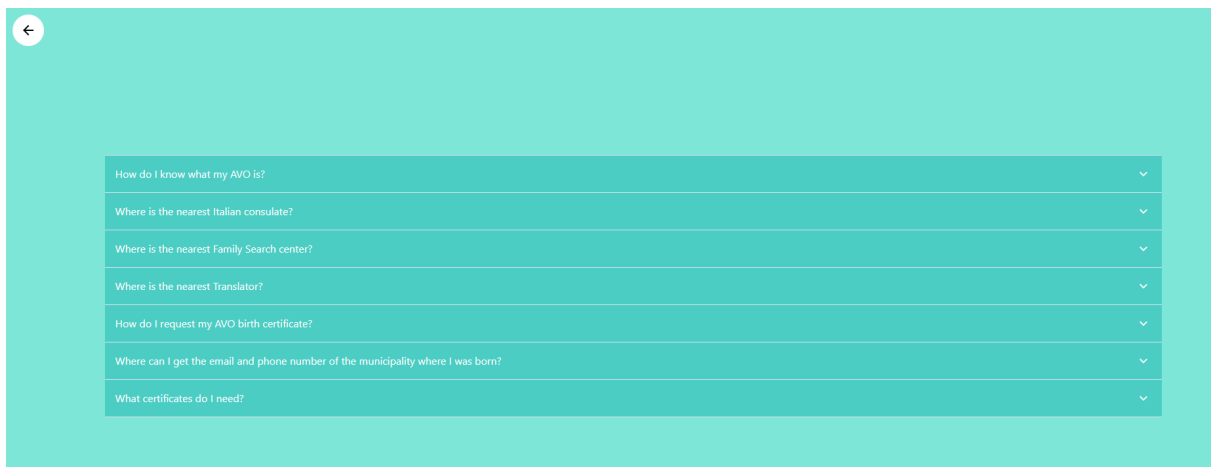 How do I know what my AVO is?
Where is the nearest Italian consulate?
Where is the nearest Family Search center?
Where is the nearest Translator?
How do I request my AVO birth certificate?
Where can I get the email and phone number of the municipality where I was born?
What certificates do I need?